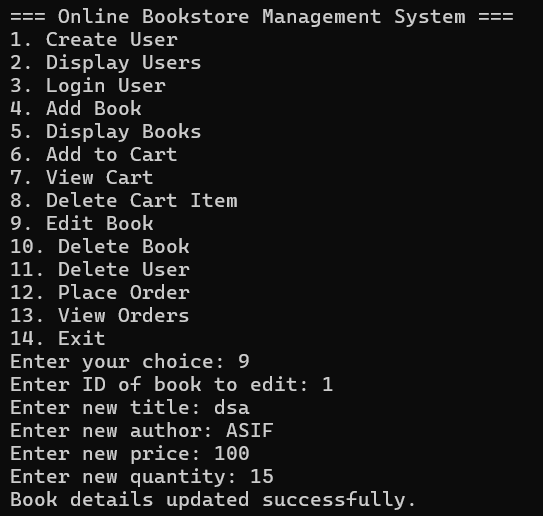 === Online Bookstore Management System ===
1. Create User
2. Display Users
3. Login User
4. Add Book
5. Display Books
6. Add to Cart
7. View Cart
8. Delete Cart Item
9. Edit Book
10. Delete Book
11. Delete User
12. Place Order
13. View Orders
14. Exit
Enter your choice: 9
Enter ID of book to edit: 1
Enter new title: dsa
Enter new author: ASIF
Enter new price: 100
Enter new quantity: 15
Book details updated successfully.